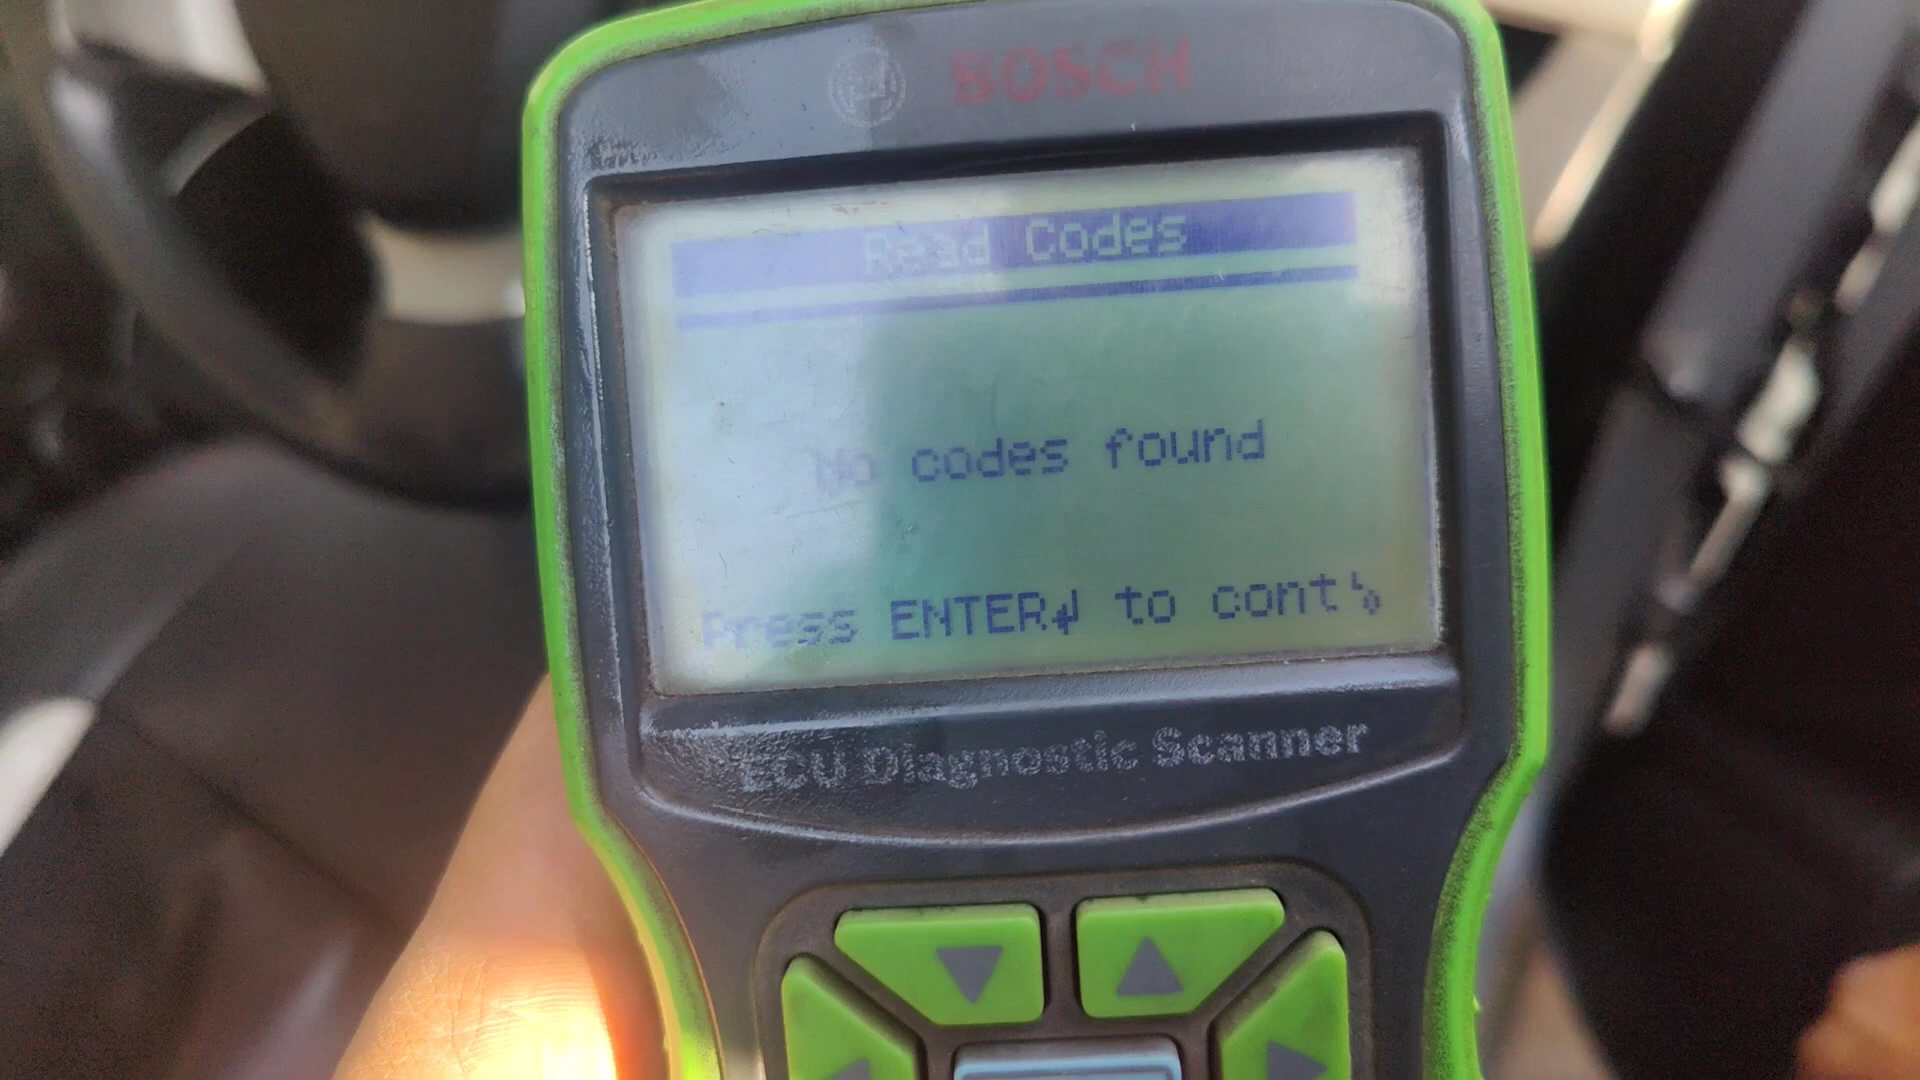 BOSCH
Read Codes
No codes found
Press ENTER↲ to cont
ECU Diagnostic Scanner